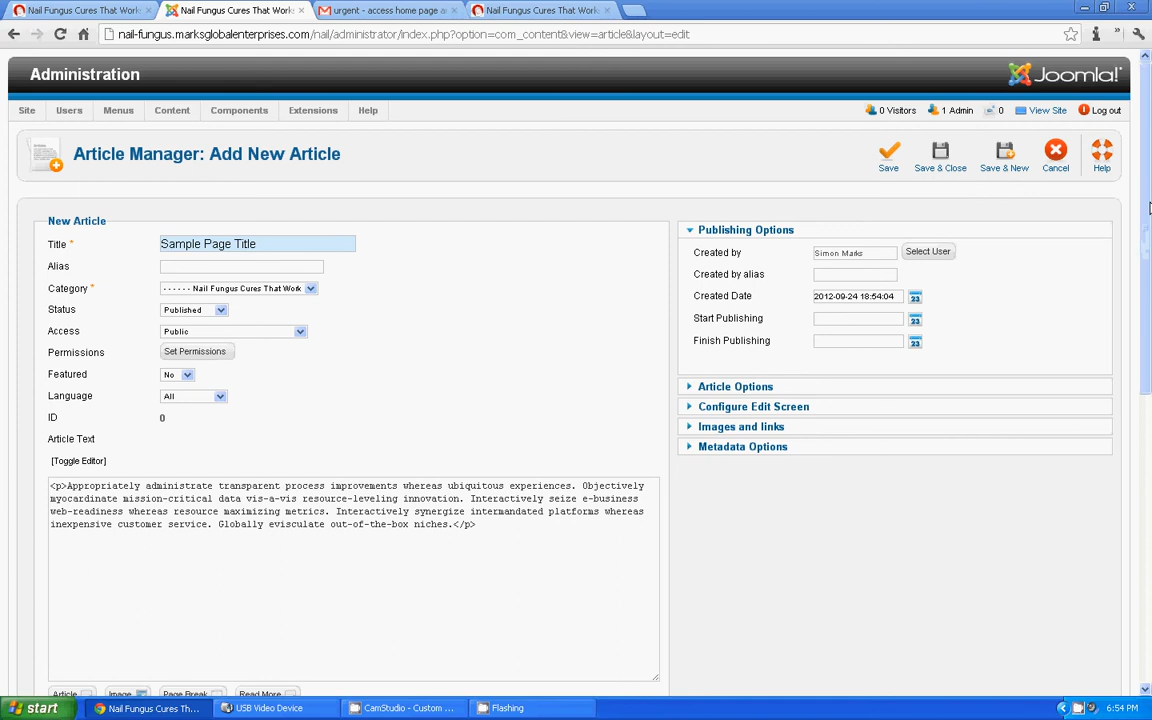 Nail Fungus Cures That Work
Nail Fungus Cures That Work
urgent - access home page a
Nail Fungus Cures That Work
nail-fungus.marksglobalenterprises.com/nail/administrator/index.php?option=com_content&view=article&layout=edit
Administration
Joomla!
Site Users Menus Content Components Extensions Help
0 Visitors 1 Admin 0 View Site Log out
Article Manager: Add New Article
Save Save & Close Save & New Cancel Help
New Article
Title * Sample Page Title
Alias
Category * - - - - - - Nail Fungus Cures That Work
Status Published
Access Public
Permissions Set Permissions
Featured No
Language All
ID 0
Article Text
[Toggle Editor]
<p>Appropriately administrate transparent process improvements whereas ubiquitous experiences. Objectively
myocardinate mission-critical data vis-a-vis resource-leveling innovation. Interactively seize e-business
web-readiness whereas resource maximizing metrics. Interactively synergize intermandated platforms whereas
inexpensive customer service. Globally evisculate out-of-the-box niches.</p>
Article Image Page Break Read More
Publishing Options
Created by Simon Marks Select User
Created by alias
Created Date 2012-09-24 18:54:04 23
Start Publishing 23
Finish Publishing 23
Article Options
Configure Edit Screen
Images and links
Metadata Options
start Nail Fungus Cures Th... USB Video Device CamStudio - Custom ... Flashing 6:54 PM